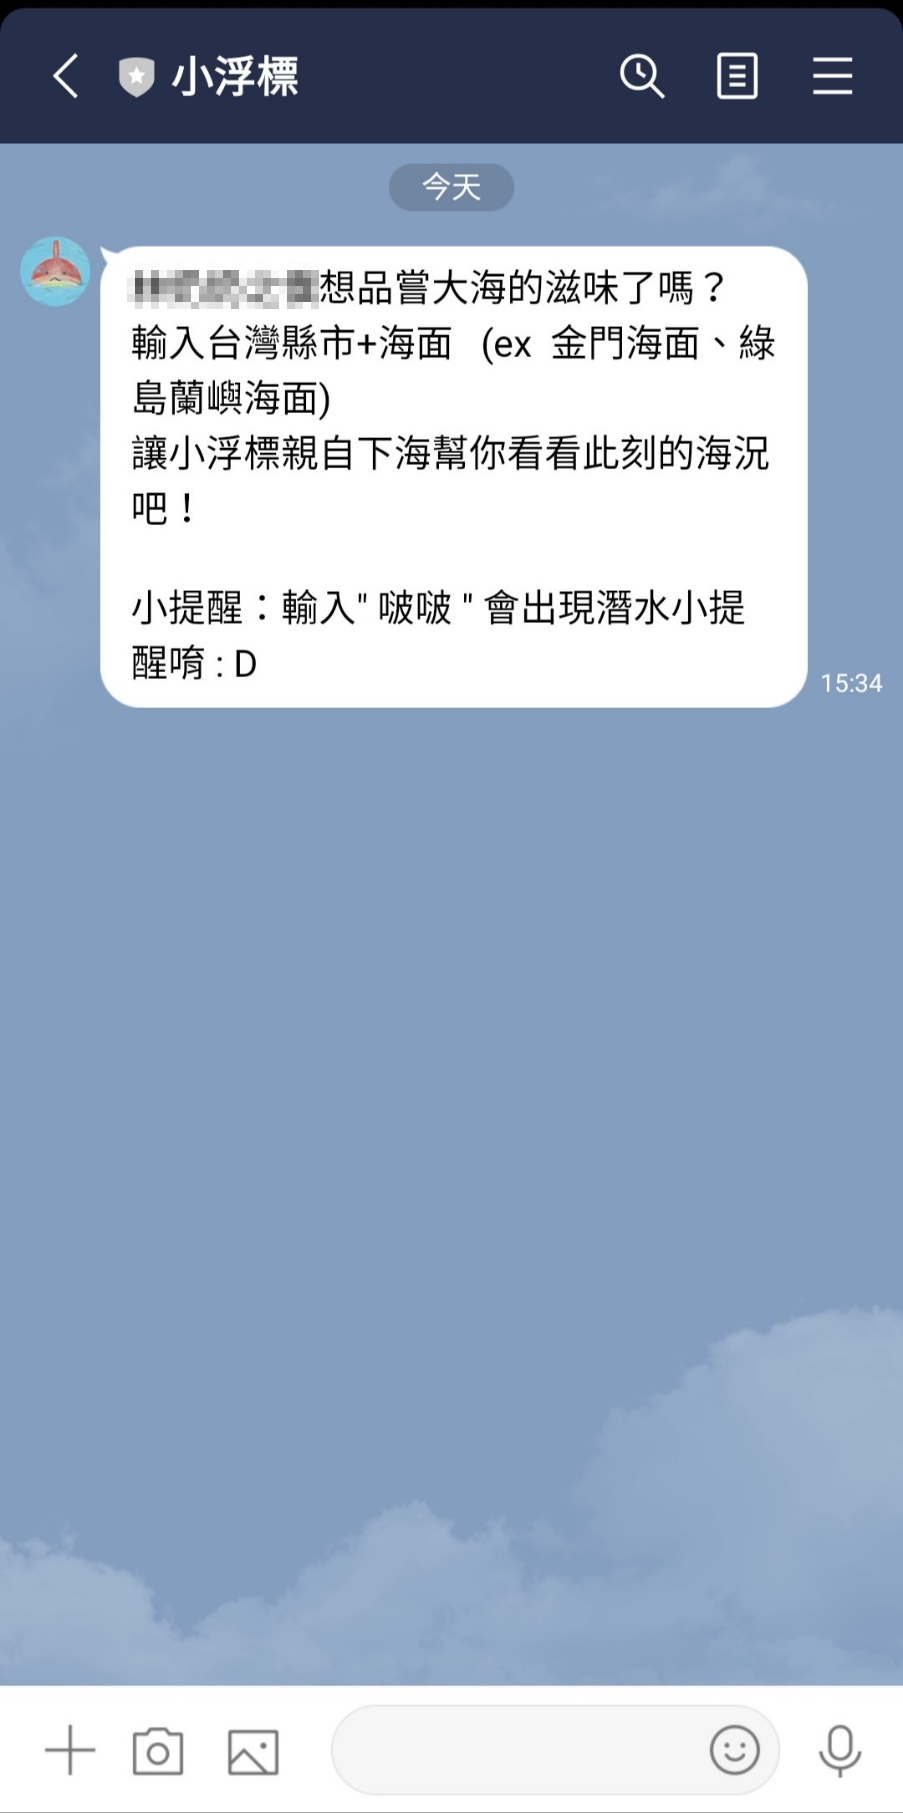 小浮標
今天
想品嘗大海的滋味了嗎？
輸入台灣縣市+海面 (ex 金門海面、綠
島蘭嶼海面)
讓小浮標親自下海幫你看看此刻的海況
吧！
小提醒：輸入" 啵啵 " 會出現潛水小提
醒唷 : D
15:34